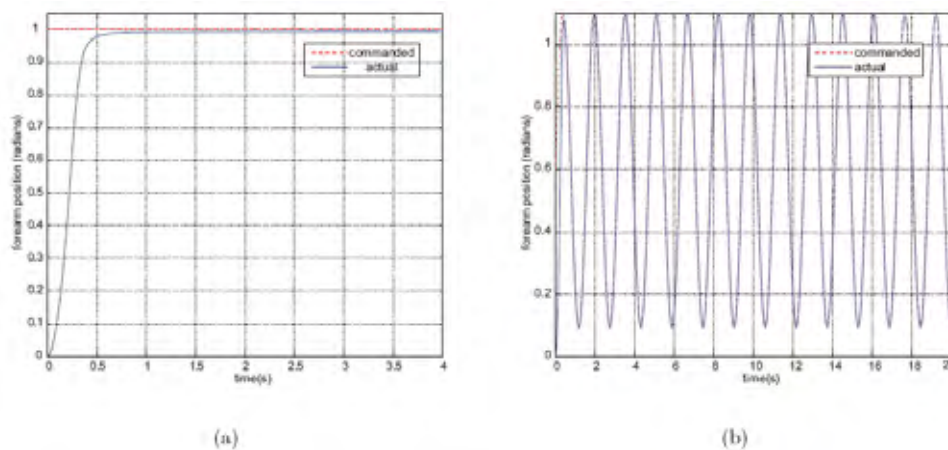 1
0.9
0.8
0.7
0.6
0.5
0.4
0.3
0.2
0.1
0
forearm position (radians)
commanded
actual
0 0.5 1 1.5 2 2.5 3 3.5 4
time(s)
(a)
1
0.8
0.6
0.4
0.2
0
forearm position (radians)
commanded
actual
0 2 4 6 8 10 12 14 16 18
time(s)
(b)